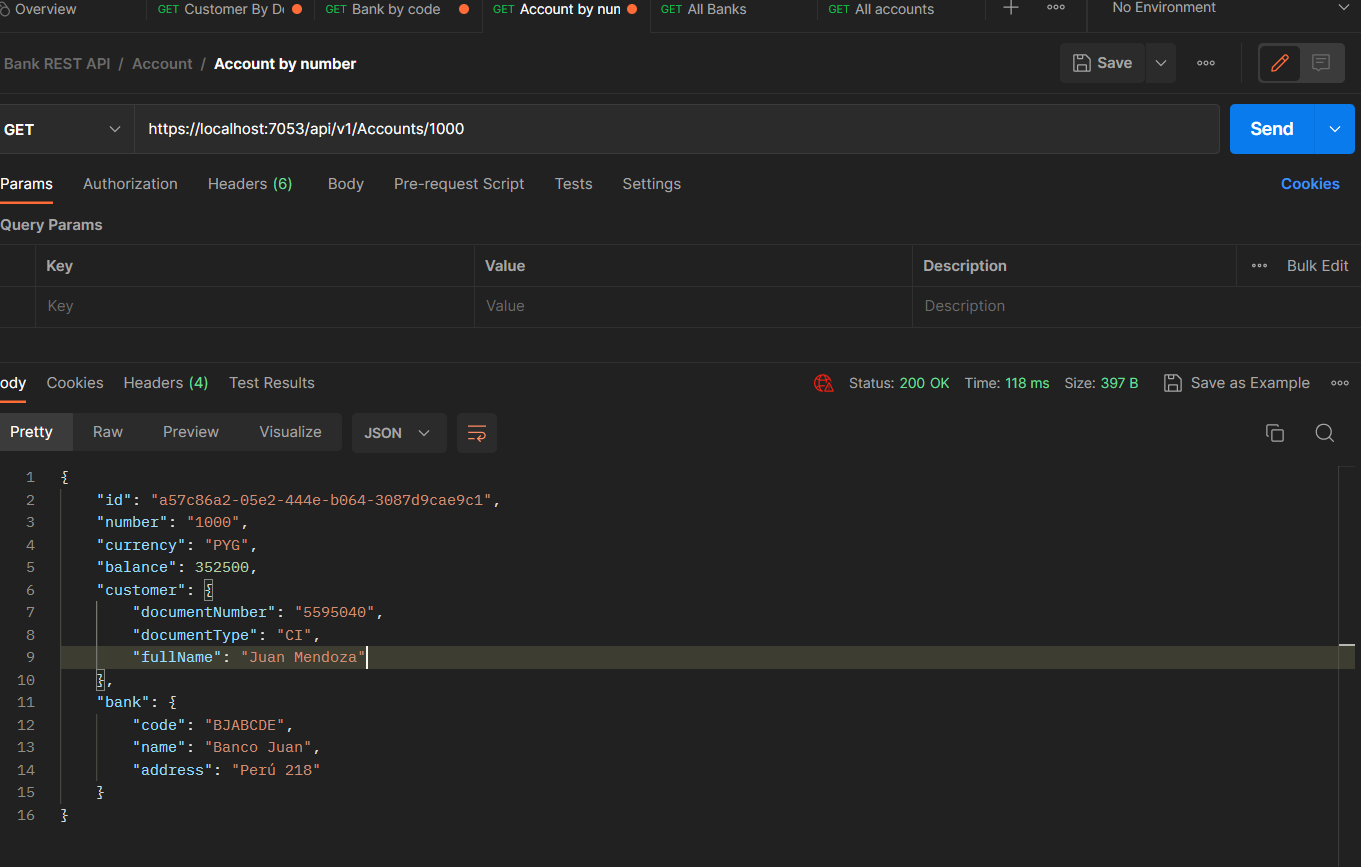 Overview GET Customer By De GET Bank by code GET Account by num GET All Banks GET All accounts No Environment
Bank REST API / Account / Account by number Save
GET https://localhost:7053/api/v1/Accounts/1000 Send
Params Authorization Headers (6) Body Pre-request Script Tests Settings Cookies
Query Params
Key Value Description Bulk Edit
Key Value Description
ody Cookies Headers (4) Test Results Status: 200 OK Time: 118 ms Size: 397 B Save as Example
Pretty Raw Preview Visualize JSON
1 {
2 "id": "a57c86a2-05e2-444e-b064-3087d9cae9c1",
3 "number": "1000",
4 "currency": "PYG",
5 "balance": 352500,
6 "customer": {
7 "documentNumber": "5595040",
8 "documentType": "CI",
9 "fullName": "Juan Mendoza"
10 },
11 "bank": {
12 "code": "BJABCDE",
13 "name": "Banco Juan",
14 "address": "Perú 218"
15 }
16 }